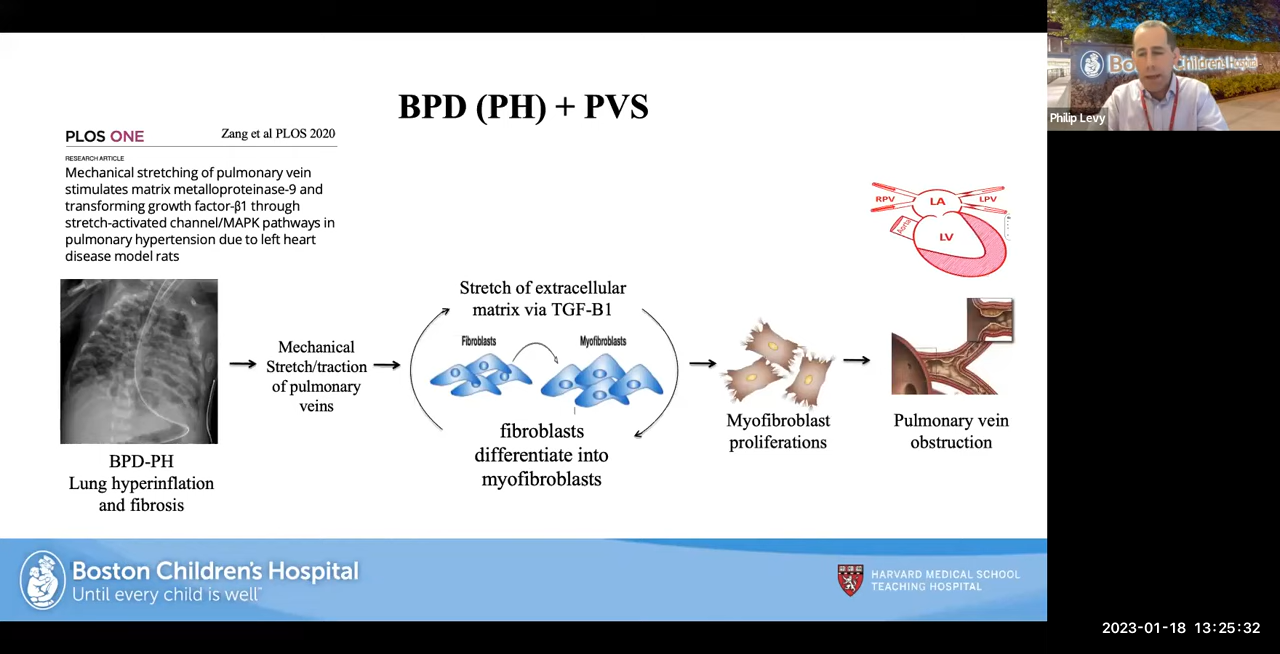 BPD (PH) + PVS
PLOS ONE
Zang et al PLOS 2020
RESEARCH ARTICLE
Mechanical stretching of pulmonary vein
stimulates matrix metalloproteinase-9 and
transforming growth factor-β1 through
stretch-activated channel/MAPK pathways in
pulmonary hypertension due to left heart
disease model rats
BPD-PH
Lung hyperinflation
and fibrosis
Mechanical
Stretch/traction
of pulmonary
veins
Stretch of extracellular
matrix via TGF-B1
Fibroblasts
Myofibroblasts
fibroblasts
differentiate into
myofibroblasts
Myofibroblast
proliferations
RPV
LA
LPV
Aorta
LV
Pulmonary vein
obstruction
Boston Children's Hospital
Until every child is well™
HARVARD MEDICAL SCHOOL
TEACHING HOSPITAL
Children's Hospital
Philip Levy
2023-01-18 13:25:32